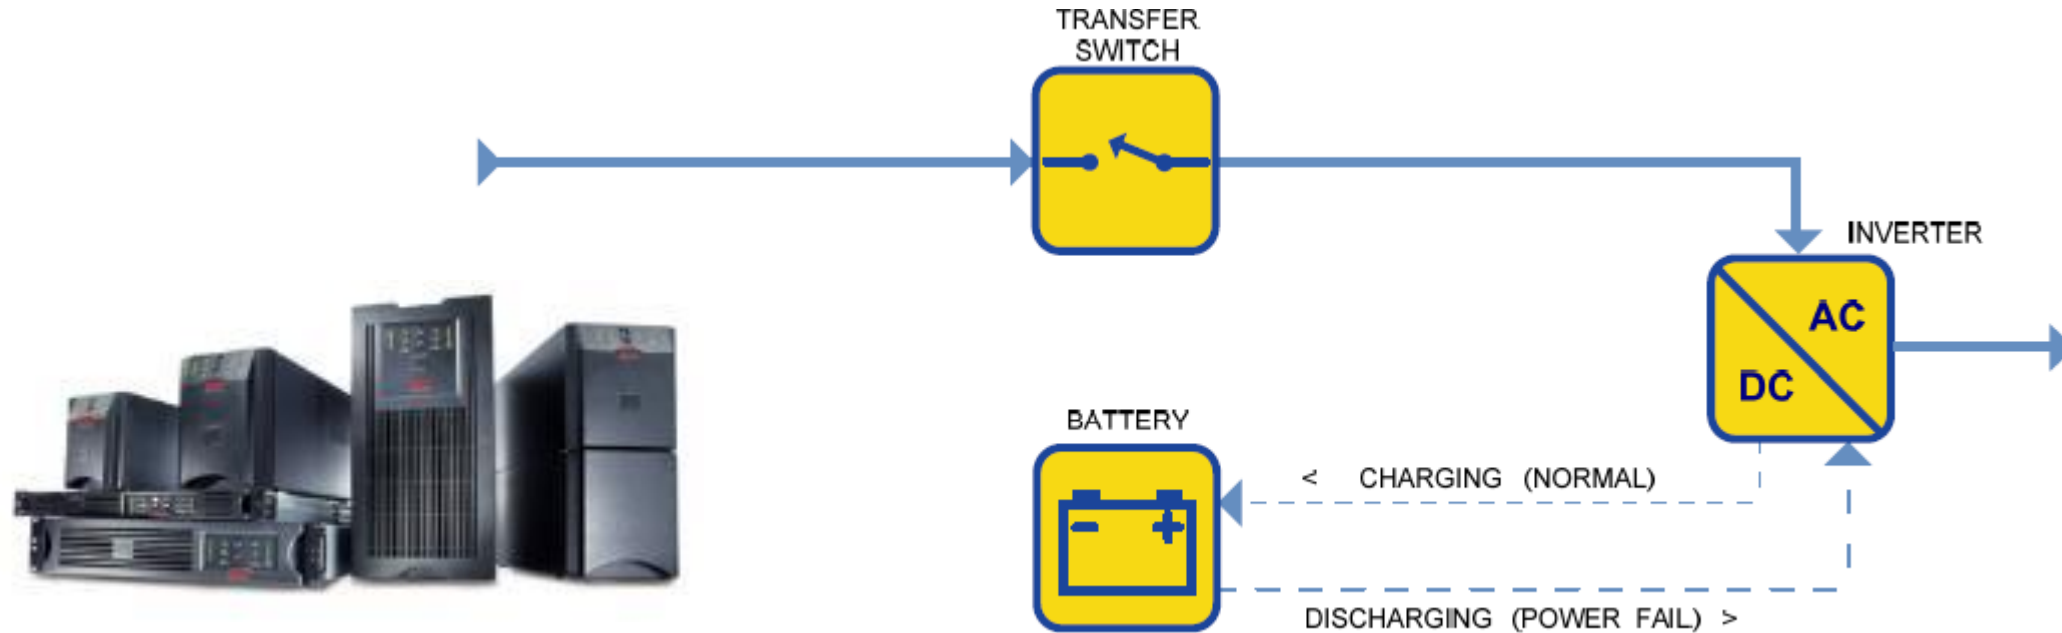 TRANSFER
SWITCH
INVERTER
AC
DC
BATTERY
< CHARGING (NORMAL)
- +
DISCHARGING (POWER FAIL) >